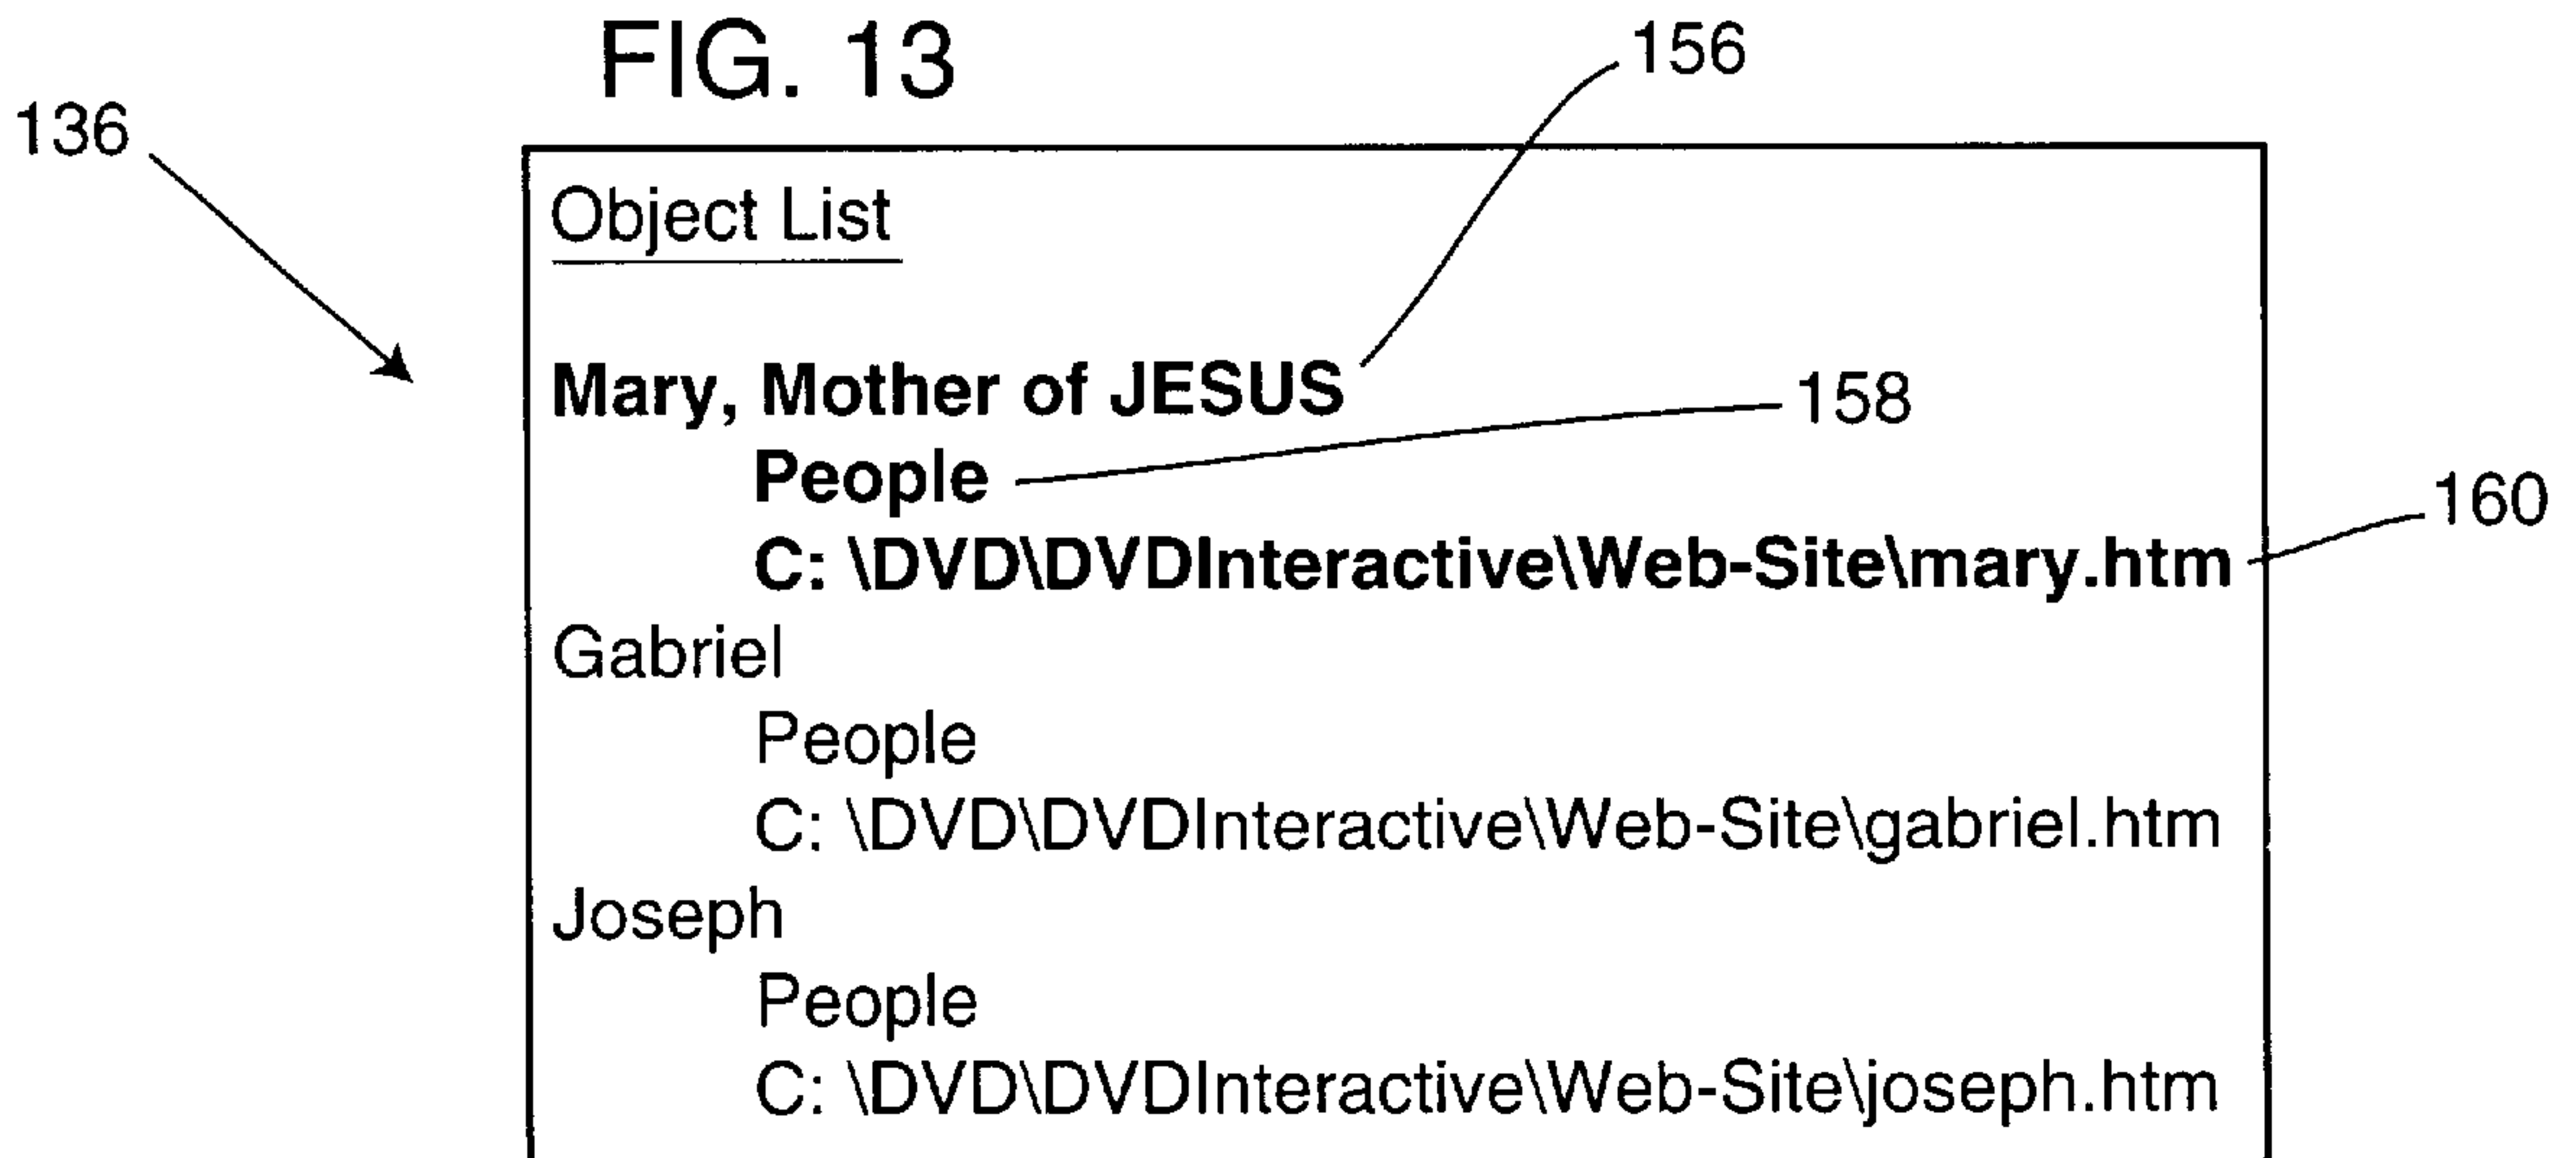 FIG. 13
156
136
Object List
Mary, Mother of JESUS
158
People
160
C: \DVD\DVDInteractive\Web-Site\mary.htm
Gabriel
People
C: \DVD\DVDInteractive\Web-Site\gabriel.htm
Joseph
People
C: \DVD\DVDInteractive\Web-Site\joseph.htm